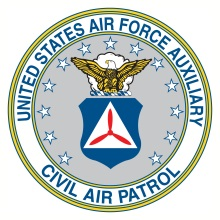 UNITED STATES AIR FORCE AUXILIARY
CIVIL AIR PATROL